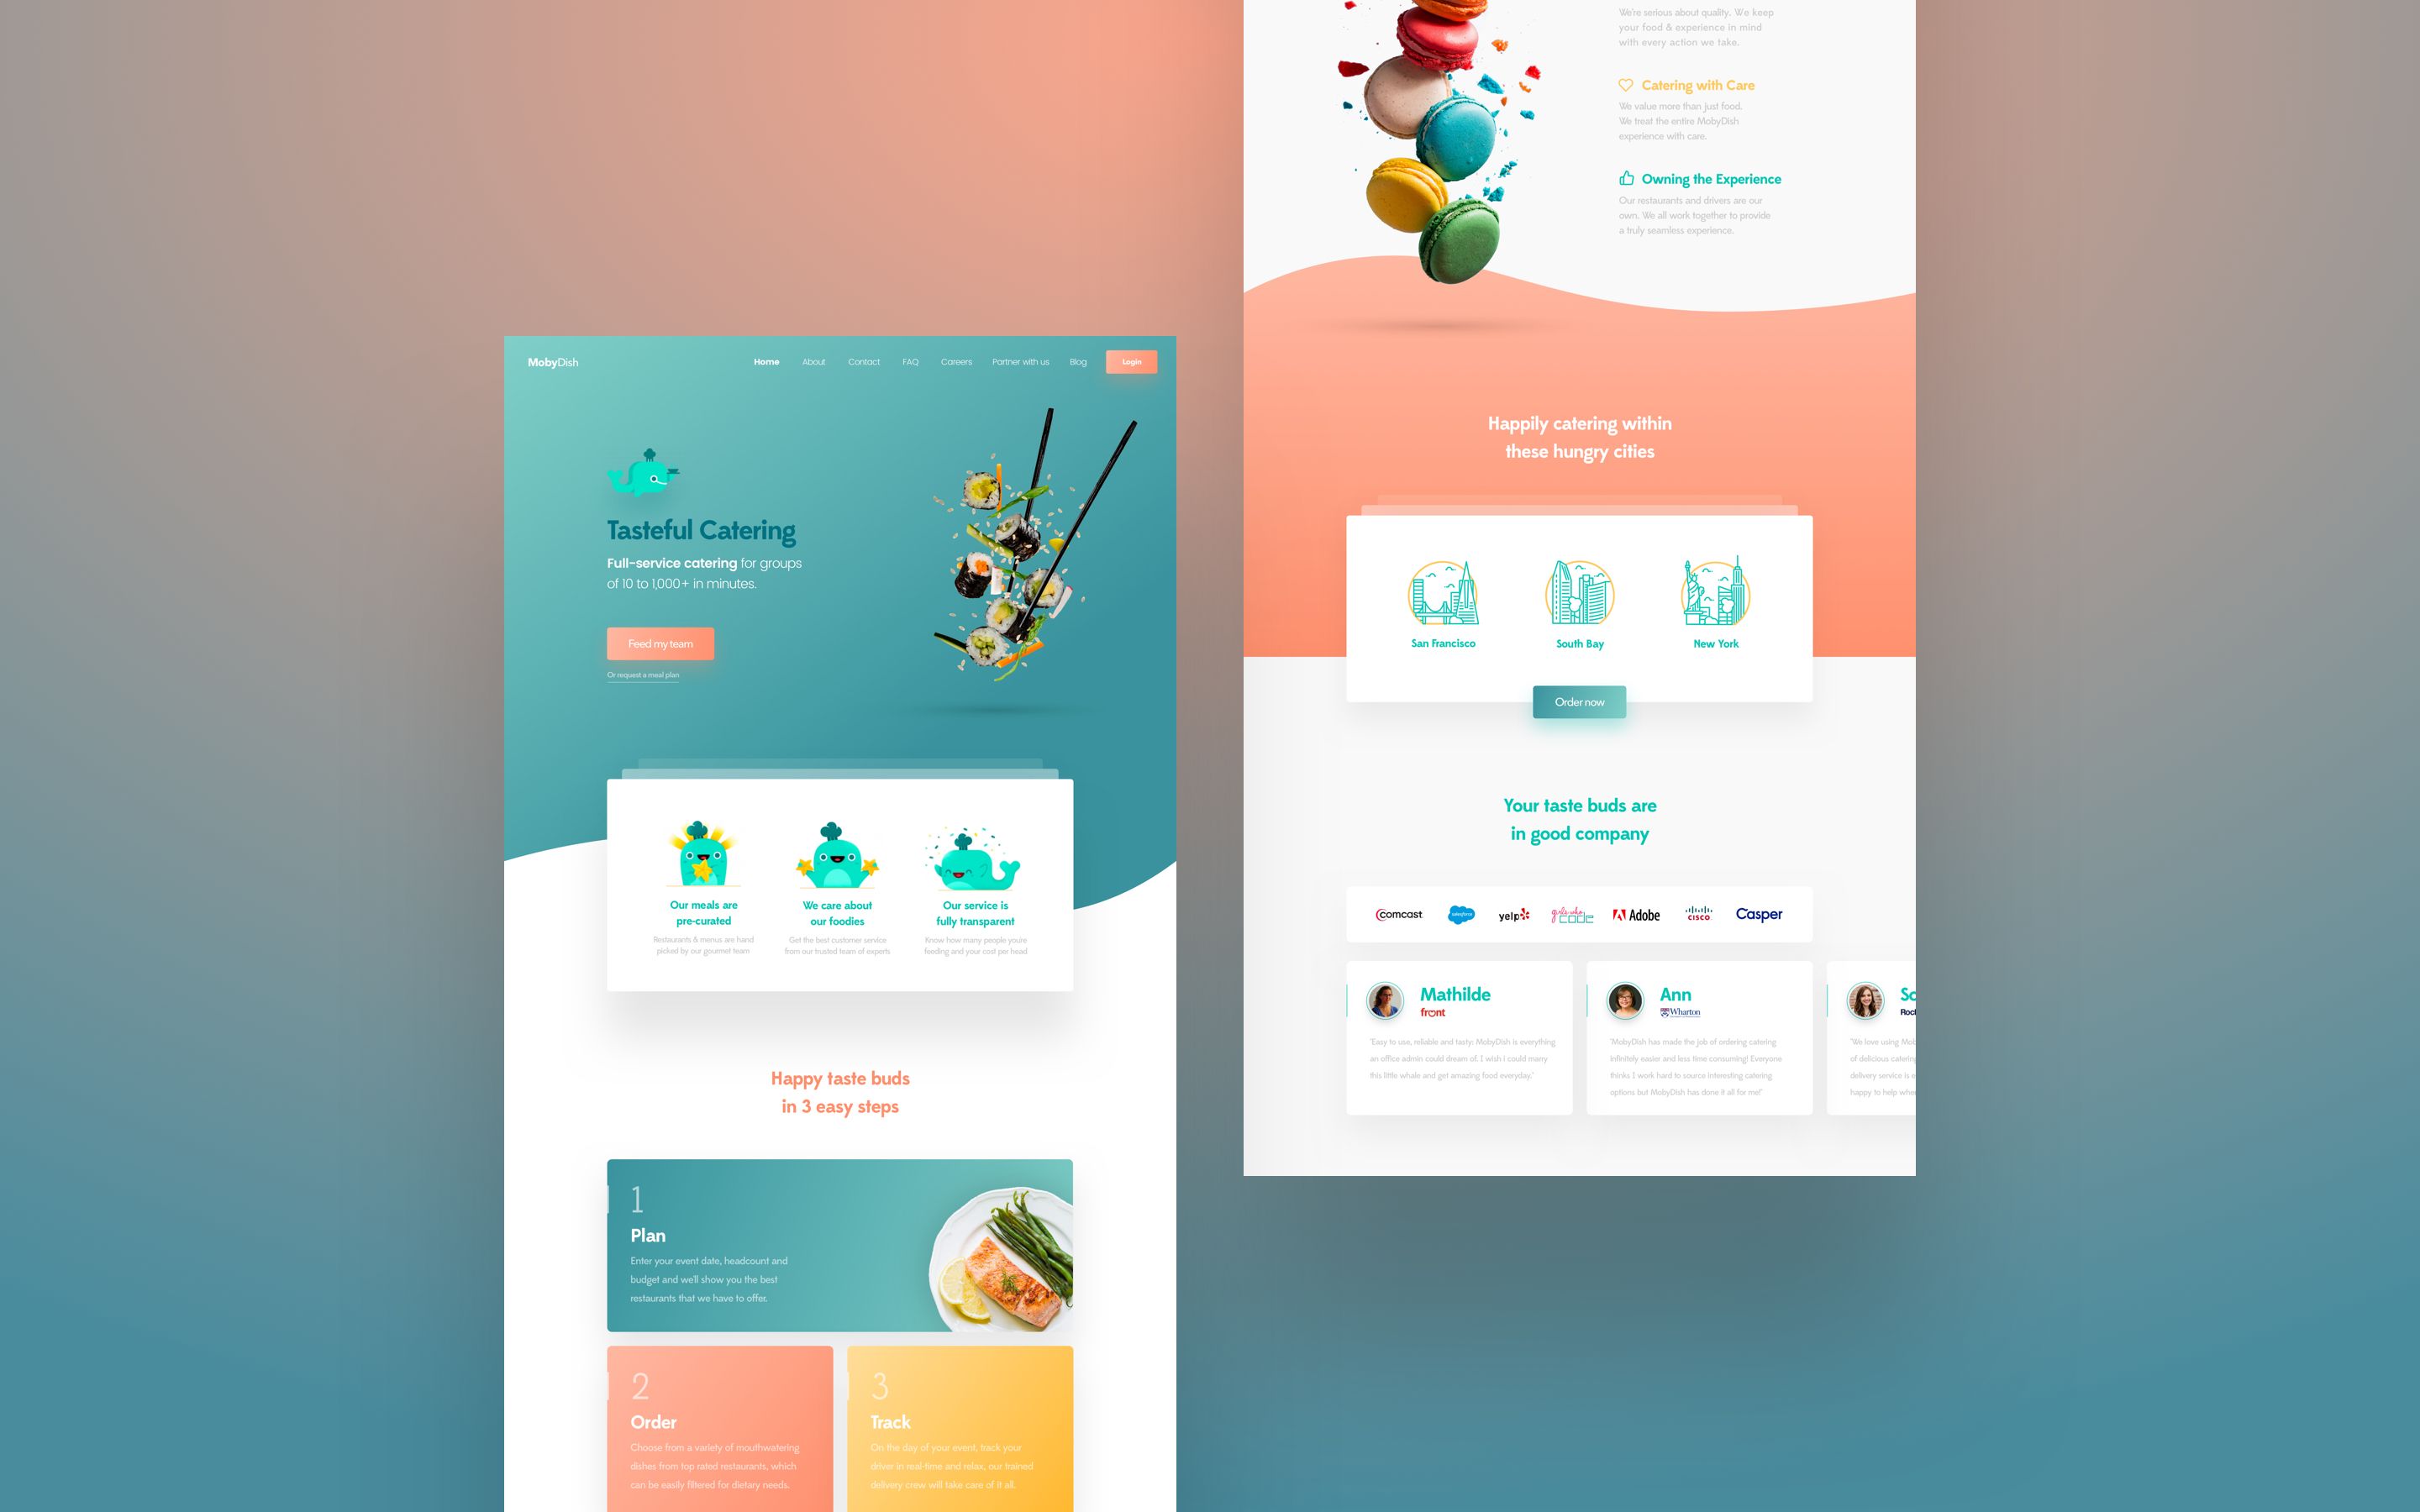 MobyDish
Home About Contact FAQ Careers Partner with us Blog Login
Tasteful Catering
Full-service catering for groups
of 10 to 1,000+ in minutes.
Feed my team
Or request a meal plan
Our meals are
pre-curated
Restaurants & menus are hand
picked by our gourmet team
We care about
our foodies
Get the best customer service
from our trusted team of experts
Our service is
fully transparent
Know how many people youre
feeding and your cost per head
Happy taste buds
in 3 easy steps
1
Plan
Enter your event date, headcount and
budget and we'll show you the best
restaurants that we have to offer.
2
Order
Choose from a variety of mouthwatering
dishes from top rated restaurants, which
can be easily filtered for dietary needs.
3
Track
On the day of your event, track your
driver in real-time and relax, our trained
delivery crew will take care of it all.
We're serious about quality. We keep
your food & experience in mind
with every action we take.
Catering with Care
We value more than just food.
We treat the entire MobyDish
experience with care.
Owning the Experience
Our restaurants and drivers are our
own. We all work together to provide
a truly seamless experience.
Happily catering within
these hungry cities
San Francisco
South Bay
New York
Order now
Your taste buds are
in good company
comcast. salesforce yelp girls who CODE Adobe CISCO Casper
Mathilde
front
"Easy to use, reliable and tasty: MobyDish is everything
an office admin could dream of. I wish i could marry
this little whale and get amazing food everyday."
Ann
Wharton
"MobyDish has made the job of ordering catering
infinitely easier and less time consuming! Everyone
thinks I work hard to source interesting catering
options but MobyDish has done it all for me!"
So
Roc
"We love using Mob
of delicious catering
delivery service is e
happy to help whe